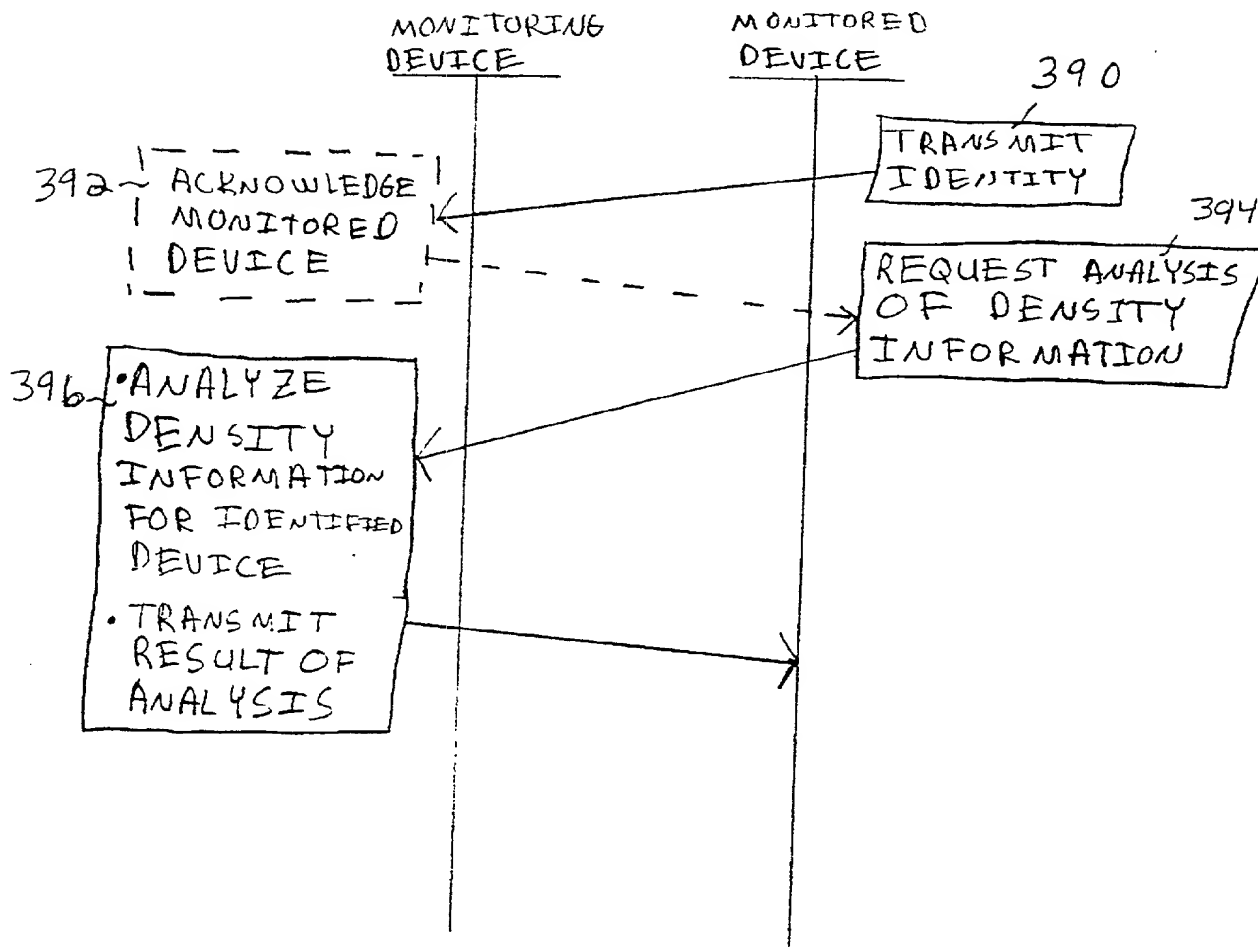 MONITORING
DEVICE
MONITORED
DEVICE
390
TRANSMIT
IDENTITY
392
ACKNOWLEDGE
MONITORED
DEVICE
394
REQUEST ANALYSIS
OF DENSITY
INFORMATION
396
• ANALYZE
DENSITY
INFORMATION
FOR IDENTIFIED
DEVICE
• TRANSMIT
RESULT OF
ANALYSIS